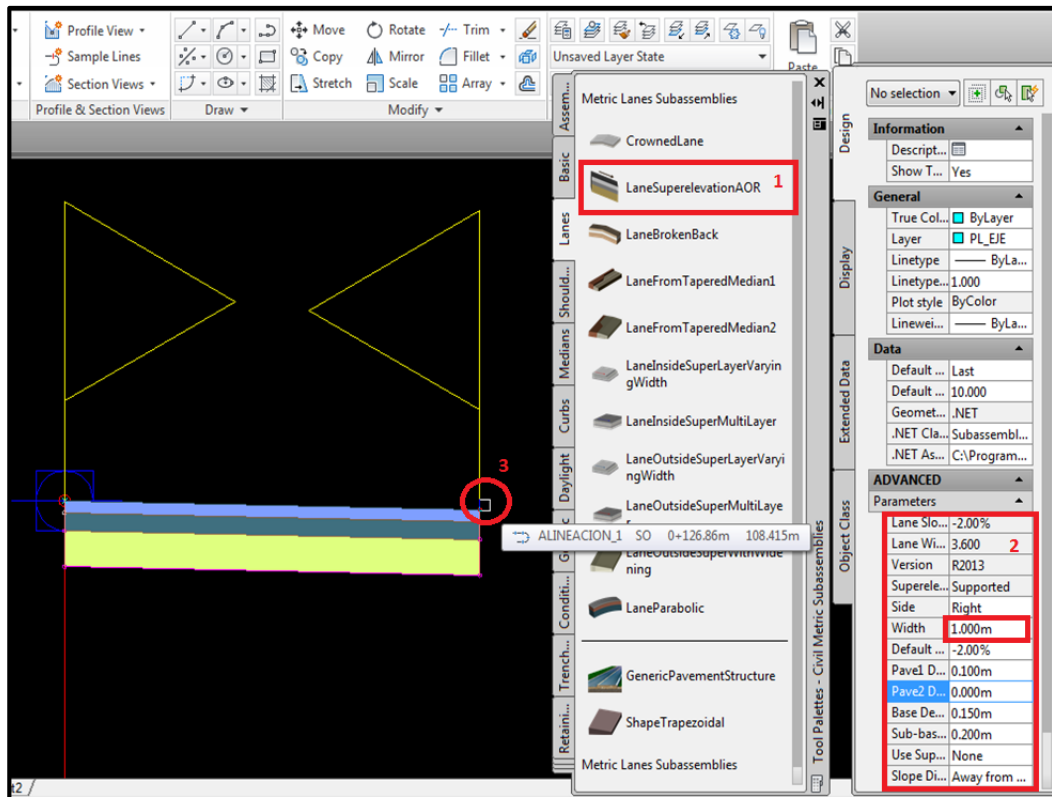 Profile View
Move
Rotate
Trim
Unsaved Layer State
Paste
Sample Lines
Copy
Mirror
Fillet
Section Views
Stretch
Scale
Array
Profile & Section Views
Draw
Modify
Assem...
Basic
Lanes
Should...
Medians
Curbs
Daylight
G
Conditi...
Trench...
Retaini...
Metric Lanes Subassemblies
CrownedLane
LaneSuperelevationAOR
1
LaneBrokenBack
LaneFromTaperedMedian1
LaneFromTaperedMedian2
LaneInsideSuperLayerVaryin
gWidth
LaneInsideSuperMultiLayer
LaneOutsideSuperLayerVaryi
ngWidth
LaneOutsideSuperMultiLaye
LaneOutsideSuperWithWide
ning
LaneParabolic
GenericPavementStructure
ShapeTrapezoidal
Metric Lanes Subassemblies
Tool Palettes - Civil Metric Subassemblies
3
ALINEACION_1 SO 0+126.86m 108.415m
Design
Display
Extended Data
Object Class
No selection
Information
Descript...
Show T... Yes
General
True Col... ByLayer
Layer PL_EJE
Linetype ByLa...
Linetype... 1.000
Plot style ByColor
Linewei... ByLa...
Data
Default ... Last
Default ... 10.000
Geomet... .NET
.NET Cla... Subassembl...
.NET As... C:\Program...
ADVANCED
Parameters
Lane Slo... -2.00%
Lane Wi... 3.600
2
Version R2013
Superele... Supported
Side Right
Width 1.000m
Default ... -2.00%
Pave1 D... 0.100m
Pave2 D... 0.000m
Base De... 0.150m
Sub-bas... 0.200m
Use Sup... None
Slope Di... Away from ...
t2